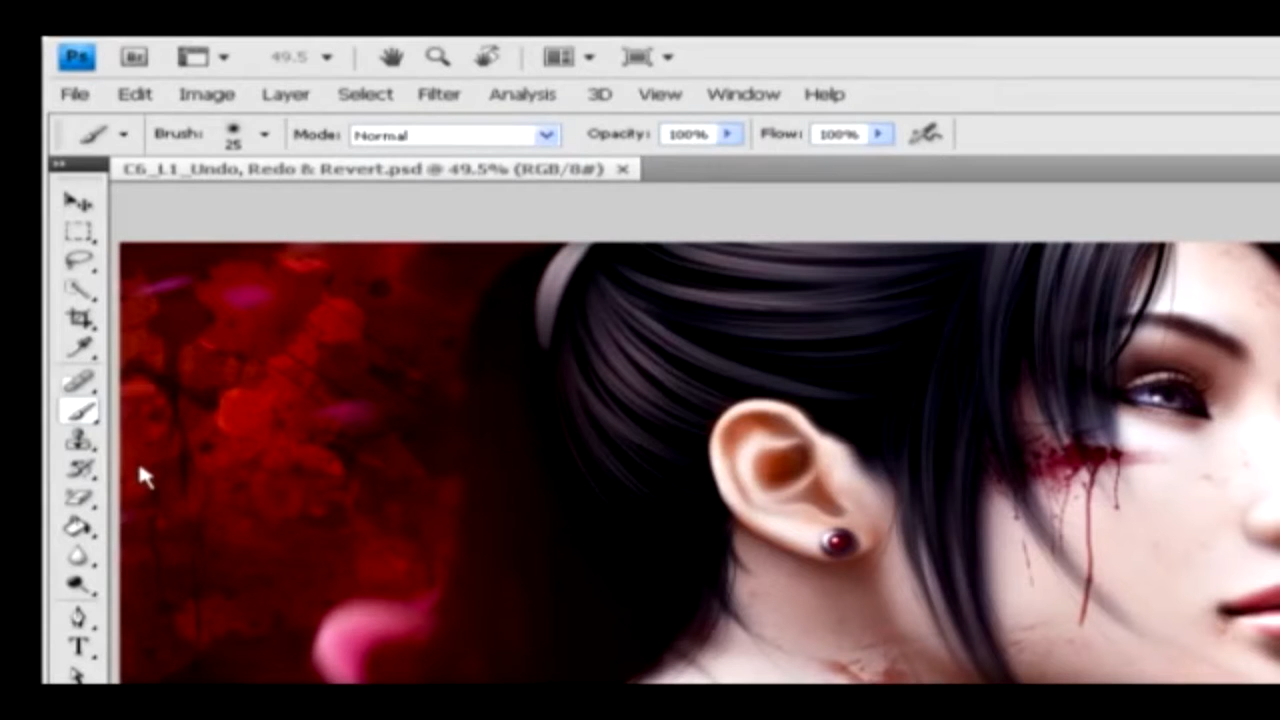 Ps Br 49.5
File Edit Image Layer Select Filter Analysis 3D View Window Help
Brush: 25 Mode: Normal Opacity: 100% Flow: 100%
C6_L1_Undo, Redo & Revert.psd @ 49.5% (RGB/8#) ×
T